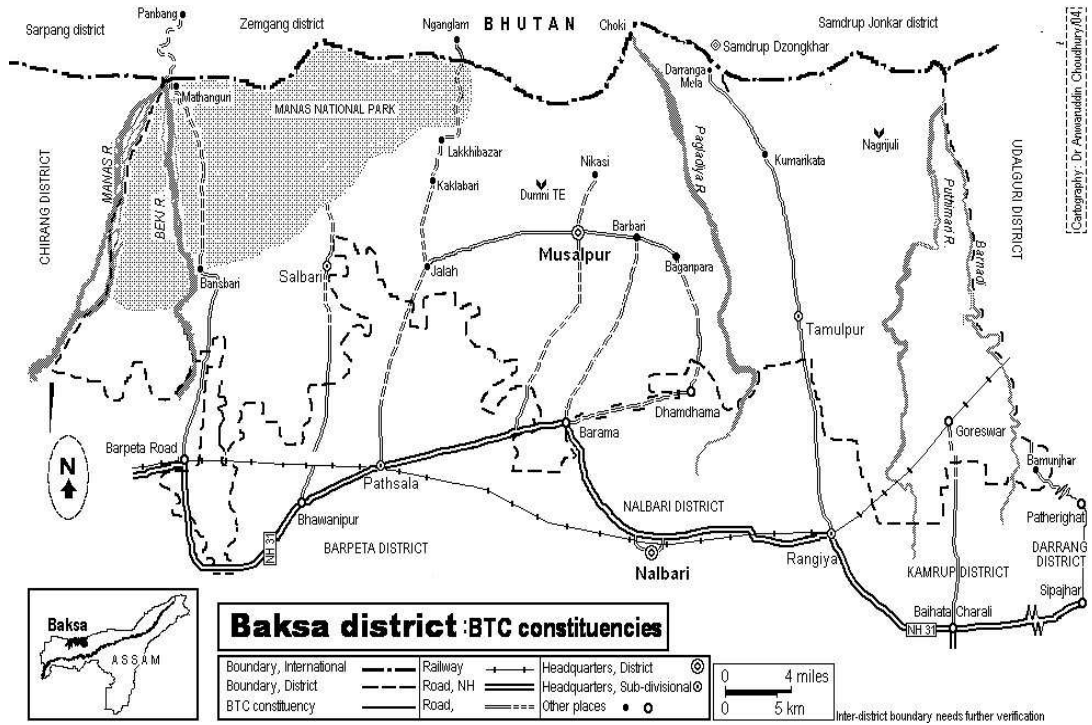 Panbang
Sarpang district
Zemgang district
Nganglam
BHUTAN
Choki
Samdrup Jonkar district
Samdrup Dzongkhar
Darranga
Mela
Mathanguri
MANAS NATIONAL PARK
Lakkhibazar
Kaklabari
Nikasi
Dumni TE
Pagladiya R
Kumarikata
Nagrijuli
Puthiman R.
Barnadi
UDALGURI DISTRICT
Cartography : Dr Anwaruddin Choudhury/04
CHIRANG DISTRICT
MANAS R.
BEKI R.
Bansbari
Salbari
Jalah
Musalpur
Barbari
Baganpara
Tamulpur
Dhamdhama
Barama
Goreswar
Bamunjhar
Barpeta Road
N
Pathsala
Bhawanipur
NH 31
BARPETA DISTRICT
NALBARI DISTRICT
Nalbari
Rangiya
Patherighat
DARRANG
DISTRICT
KAMRUP DISTRICT
Sipajhar
Baihata Charali
NH 31
Baksa
ASSAM
Baksa district : BTC constituencies
Boundary, International
Railway
Headquarters, District
Boundary, District
Road, NH
Headquarters, Sub-divisional
BTC constituency
Road,
Other places
0 4 miles
0 5 km
Inter-district boundary needs further verification